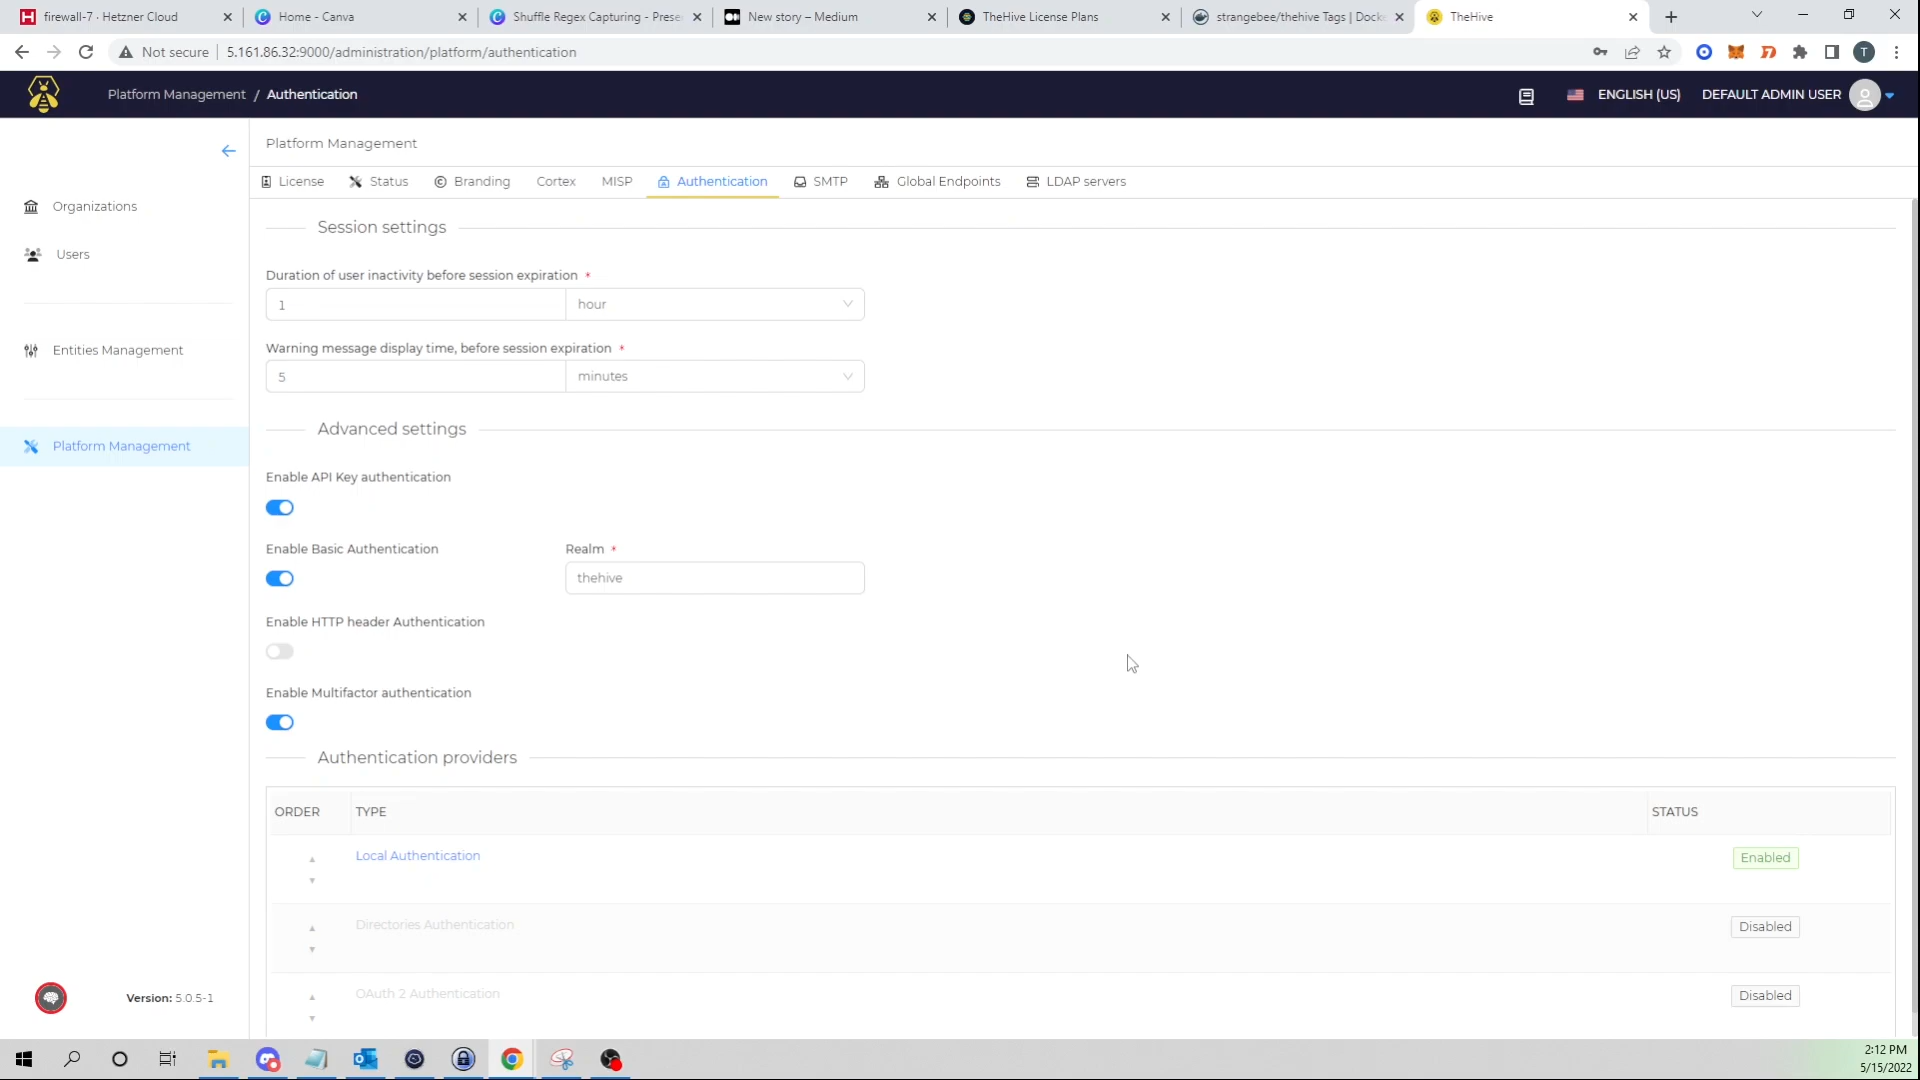 firewall-7 · Hetzner Cloud
Home - Canva
Shuffle Regex Capturing - Prese
New story – Medium
TheHive License Plans
strangebee/thehive Tags | Docke
TheHive
Not secure
5.161.86.32:9000/administration/platform/authentication
T
Platform Management / Authentication
ENGLISH (US)
DEFAULT ADMIN USER
Platform Management
Organizations
Users
Entities Management
Platform Management
License
Status
Branding
Cortex
MISP
Authentication
SMTP
Global Endpoints
LDAP servers
Session settings
Duration of user inactivity before session expiration *
1
hour
Warning message display time, before session expiration *
5
minutes
Advanced settings
Enable API Key authentication
Enable Basic Authentication
Realm *
thehive
Enable HTTP header Authentication
Enable Multifactor authentication
Authentication providers
ORDER
TYPE
STATUS
Local Authentication
Enabled
Directories Authentication
Disabled
OAuth 2 Authentication
Disabled
Version: 5.0.5-1
2:12 PM
5/15/2022